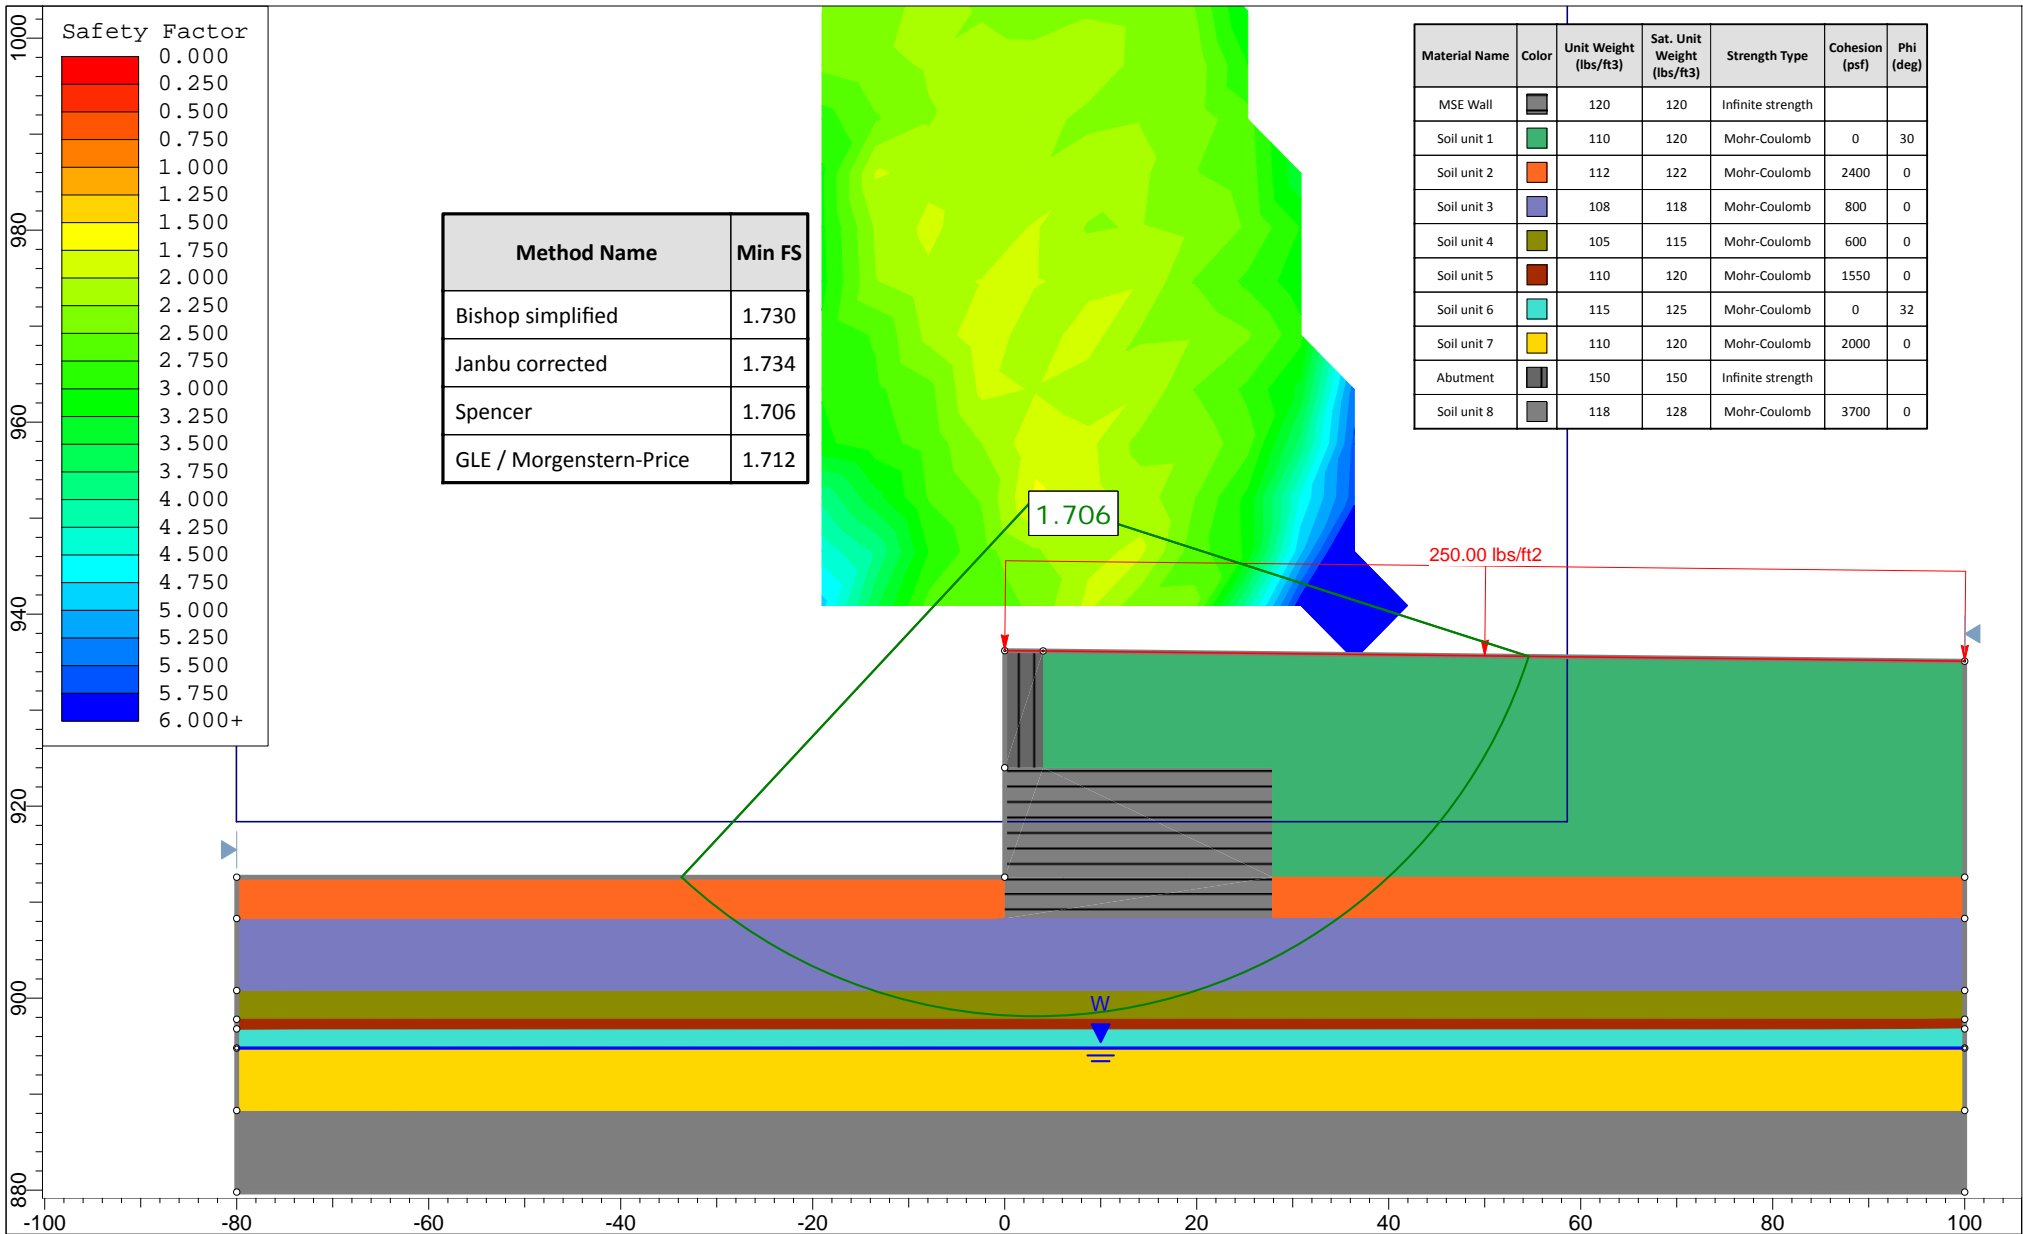 Safety Factor
0.000
0.250
0.500
0.750
1.000
1.250
1.500
1.750
2.000
2.250
2.500
2.750
3.000
3.250
3.500
3.750
4.000
4.250
4.500
4.750
5.000
5.250
5.500
5.750
6.000+
Method Name Min FS
Bishop simplified 1.730
Janbu corrected 1.734
Spencer 1.706
GLE / Morgenstern-Price 1.712
Material Name Color Unit Weight (lbs/ft3) Sat. Unit Weight (lbs/ft3) Strength Type Cohesion (psf) Phi (deg)
MSE Wall 120 120 Infinite strength
Soil unit 1 110 120 Mohr-Coulomb 0 30
Soil unit 2 112 122 Mohr-Coulomb 2400 0
Soil unit 3 108 118 Mohr-Coulomb 800 0
Soil unit 4 105 115 Mohr-Coulomb 600 0
Soil unit 5 110 120 Mohr-Coulomb 1550 0
Soil unit 6 115 125 Mohr-Coulomb 0 32
Soil unit 7 110 120 Mohr-Coulomb 2000 0
Abutment 150 150 Infinite strength
Soil unit 8 118 128 Mohr-Coulomb 3700 0
1.706
250.00 lbs/ft2
W
1000
980
960
940
920
900
880
-100 -80 -60 -40 -20 0 20 40 60 80 100